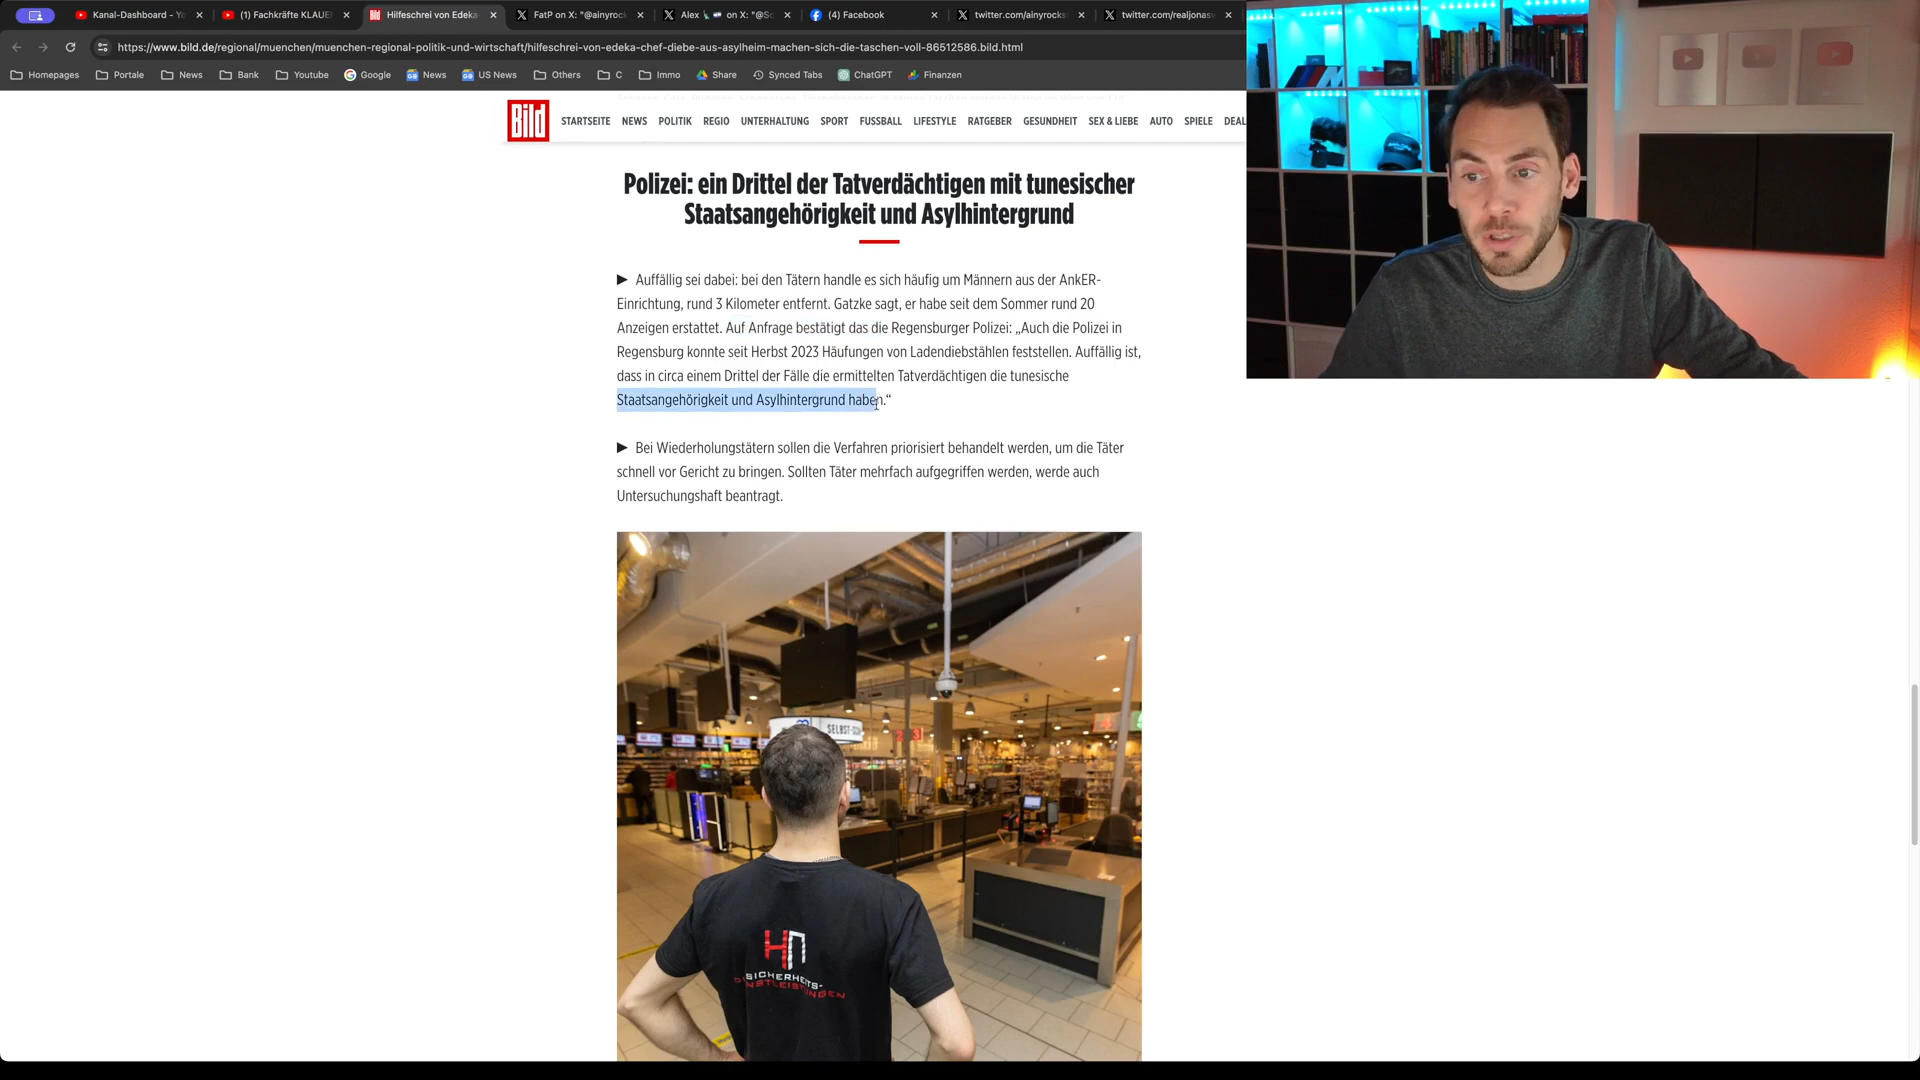 Kanal-Dashboard - Yo
(1) Fachkräfte KLAUE
Hilfeschrei von Edeka-
FatP on X: "@ainyrock
Alex on X: "@Sc
(4) Facebook
twitter.com/ainyrocks
twitter.com/realjonasw
https://www.bild.de/regional/muenchen/muenchen-regional-politik-und-wirtschaft/hilfeschrei-von-edeka-chef-diebe-aus-asylheim-machen-sich-die-taschen-voll-86512586.bild.html
Homepages Portale News Bank Youtube Google News US News Others C Immo Share Synced Tabs ChatGPT Finanzen
Bild STARTSEITE NEWS POLITIK REGIO UNTERHALTUNG SPORT FUSSBALL LIFESTYLE RATGEBER GESUNDHEIT SEX & LIEBE AUTO SPIELE DEAL
Polizei: ein Drittel der Tatverdächtigen mit tunesischer
Staatsangehörigkeit und Asylhintergrund
▶ Auffällig sei dabei: bei den Tätern handle es sich häufig um Männern aus der AnkER-
Einrichtung, rund 3 Kilometer entfernt. Gatzke sagt, er habe seit dem Sommer rund 20
Anzeigen erstattet. Auf Anfrage bestätigt das die Regensburger Polizei: „Auch die Polizei in
Regensburg konnte seit Herbst 2023 Häufungen von Ladendiebstählen feststellen. Auffällig ist,
dass in circa einem Drittel der Fälle die ermittelten Tatverdächtigen die tunesische
Staatsangehörigkeit und Asylhintergrund haben.“
▶ Bei Wiederholungstätern sollen die Verfahren priorisiert behandelt werden, um die Täter
schnell vor Gericht zu bringen. Sollten Täter mehrfach aufgegriffen werden, werde auch
Untersuchungshaft beantragt.
SELBST-SC
HN
SICHERHEITS-
DIENSTLEISTUNGEN